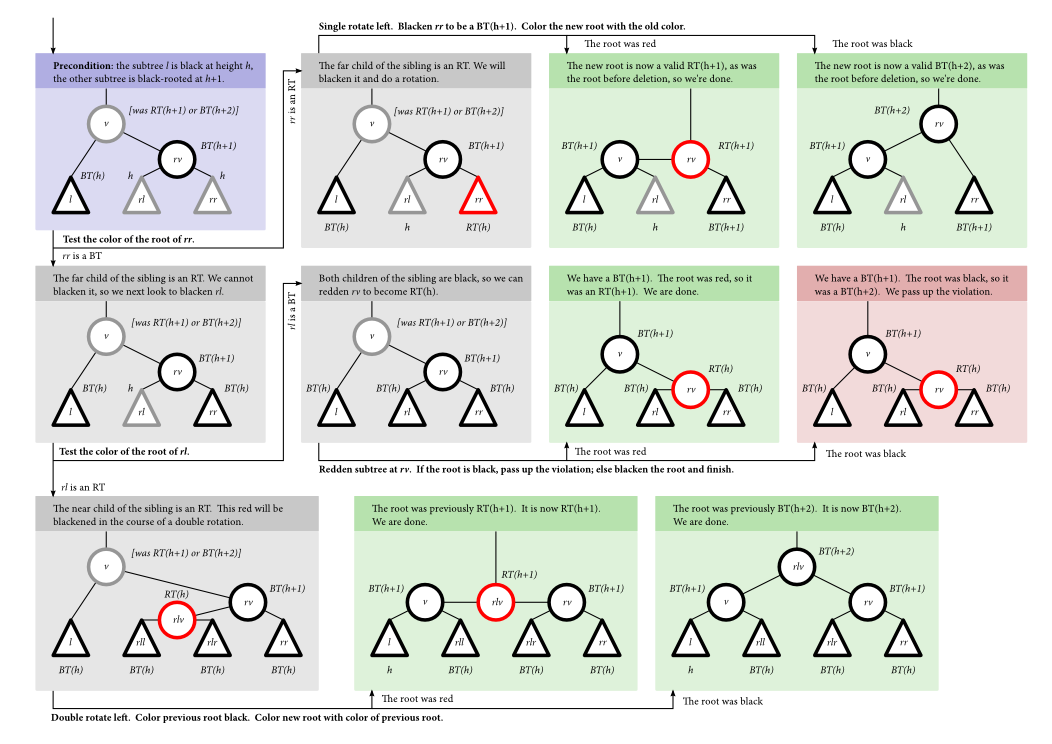 Single rotate left. Blacken rr to be a BT(h+1). Color the new root with the old color.
The root was red
The root was black
Precondition: the subtree l is black at height h,
the other subtree is black-rooted at h+1.
[was RT(h+1) or BT(h+2)]
v
BT(h+1)
rv
BT(h)
h
h
l
rl
rr
Test the color of the root of rr.
rr is a BT
rr is an RT
The far child of the sibling is an RT. We will
blacken it and do a rotation.
[was RT(h+1) or BT(h+2)]
v
BT(h+1)
rv
l
rl
rr
BT(h)
h
RT(h)
The new root is now a valid RT(h+1), as was
the root before deletion, so we're done.
BT(h+1)
RT(h+1)
v
rv
l
rl
rr
BT(h)
h
BT(h+1)
The new root is now a valid BT(h+2), as was
the root before deletion, so we're done.
BT(h+2)
rv
BT(h+1)
v
l
rl
rr
BT(h)
h
BT(h+1)
The far child of the sibling is an RT. We cannot
blacken it, so we next look to blacken rl.
[was RT(h+1) or BT(h+2)]
v
BT(h+1)
rv
BT(h)
h
BT(h)
l
rl
rr
Test the color of the root of rl.
rl is an RT
rl is a BT
Both children of the sibling are black, so we can
redden rv to become RT(h).
[was RT(h+1) or BT(h+2)]
v
BT(h+1)
rv
BT(h)
BT(h)
BT(h)
l
rl
rr
We have a BT(h+1). The root was red, so it
was an RT(h+1). We are done.
BT(h+1)
v
RT(h)
BT(h)
BT(h)
rv
BT(h)
l
rl
rr
We have a BT(h+1). The root was black, so it
was a BT(h+2). We pass up the violation.
BT(h+1)
v
RT(h)
BT(h)
BT(h)
rv
BT(h)
l
rl
rr
The root was red
The root was black
Redden subtree at rv. If the root is black, pass up the violation; else blacken the root and finish.
The near child of the sibling is an RT. This red will be
blackened in the course of a double rotation.
[was RT(h+1) or BT(h+2)]
v
RT(h)
BT(h+1)
rv
rlv
l
rll
rlr
rr
BT(h)
BT(h)
BT(h)
BT(h)
The root was previously RT(h+1). It is now RT(h+1).
We are done.
RT(h+1)
BT(h+1)
BT(h+1)
v
rlv
rv
l
rll
rlr
rr
h
BT(h)
BT(h)
BT(h)
The root was previously BT(h+2). It is now BT(h+2).
We are done.
BT(h+2)
rlv
BT(h+1)
BT(h+1)
v
rv
l
rll
rlr
rr
h
BT(h)
BT(h)
BT(h)
The root was red
The root was black
Double rotate left. Color previous root black. Color new root with color of previous root.